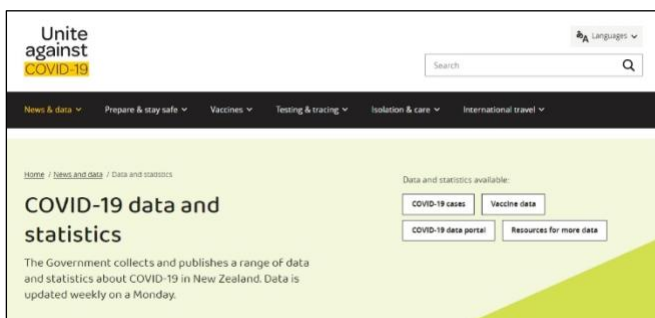 Unite
against
COVID-19
Languages
Search
News & data
Prepare & stay safe
Vaccines
Testing & tracing
Isolation & care
International travel
Home / News and data / Data and statistics
COVID-19 data and
statistics
The Government collects and publishes a range of data
and statistics about COVID-19 in New Zealand. Data is
updated weekly on a Monday.
Data and statistics available:
COVID-19 cases
Vaccine data
COVID-19 data portal
Resources for more data